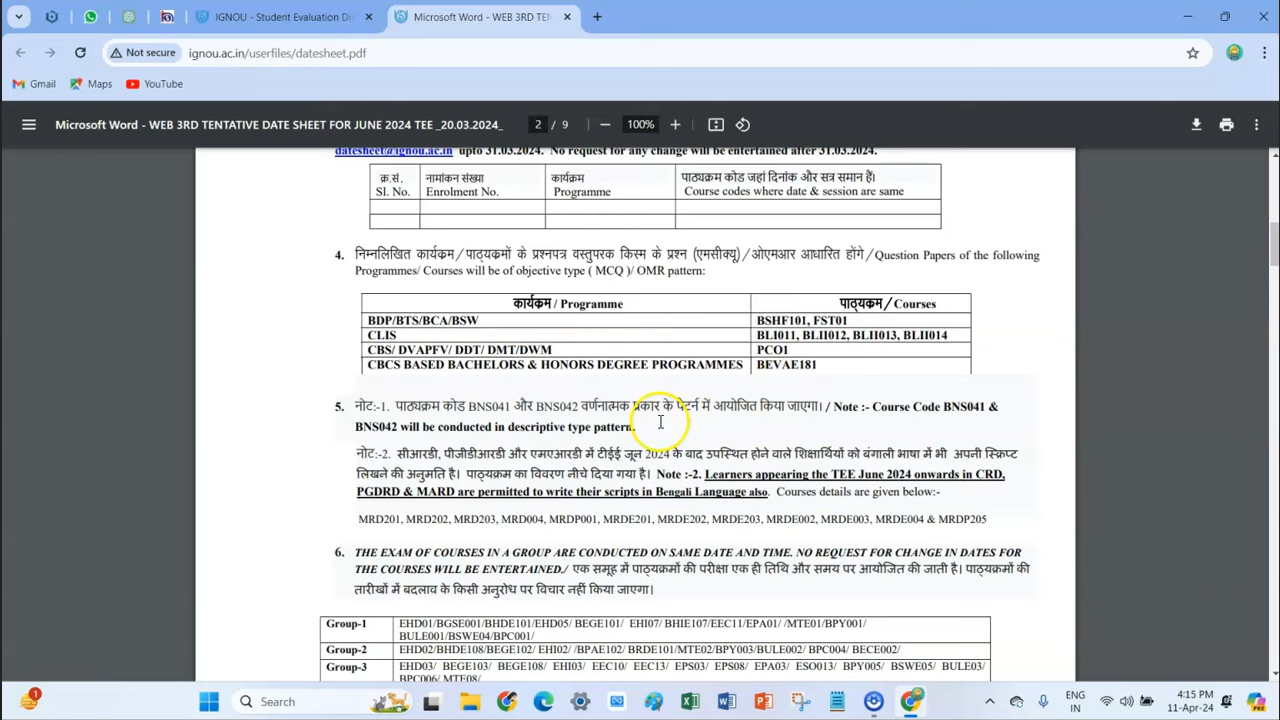 IGNOU - Student Evaluation Di
Microsoft Word - WEB 3RD TEN
Not secure
ignou.ac.in/userfiles/datesheet.pdf
Gmail
Maps
YouTube
Microsoft Word - WEB 3RD TENTATIVE DATE SHEET FOR JUNE 2024 TEE _20.03.2024_
2 / 9
100%
datesheet@ignou.ac.in upto 31.03.2024. No request for any change will be entertained after 31.03.2024.
क्र.सं. नामांकन संख्या कार्यक्रम पाठ्यक्रम कोड जहां दिनांक और सत्र समान हैं।
Sl. No. Enrolment No. Programme Course codes where date & session are same
4. निम्नलिखित कार्यक्रम/पाठ्यक्रमों के प्रश्नपत्र वस्तुपरक किस्म के प्रश्न (एमसीक्यू)/ओएमआर आधारित होंगे/Question Papers of the following
Programmes/ Courses will be of objective type ( MCQ )/ OMR pattern:
कार्यक्रम / Programme पाठ्यक्रम/Courses
BDP/BTS/BCA/BSW BSHF101, FST01
CLIS BLI011, BLII012, BLII013, BLII014
CBS/ DVAPFV/ DDT/ DMT/DWM PCO1
CBCS BASED BACHELORS & HONORS DEGREE PROGRAMMES BEVAE181
5. नोट:-1. पाठ्यक्रम कोड BNS041 और BNS042 वर्णनात्मक प्रकार के पैटर्न में आयोजित किया जाएगा। / Note :- Course Code BNS041 &
BNS042 will be conducted in descriptive type pattern.
नोट:-2. सीआरडी, पीजीडीआरडी और एमआरडी में टीईई जून 2024 के बाद उपस्थित होने वाले शिक्षार्थियों को बंगाली भाषा में भी अपनी स्क्रिप्ट
लिखने की अनुमति है। पाठ्यक्रम का विवरण नीचे दिया गया है। Note :-2. Learners appearing the TEE June 2024 onwards in CRD,
PGDRD & MARD are permitted to write their scripts in Bengali Language also. Courses details are given below:-
MRD201, MRD202, MRD203, MRD004, MRDP001, MRDE201, MRDE202, MRDE203, MRDE002, MRDE003, MRDE004 & MRDP205
6. THE EXAM OF COURSES IN A GROUP ARE CONDUCTED ON SAME DATE AND TIME. NO REQUEST FOR CHANGE IN DATES FOR
THE COURSES WILL BE ENTERTAINED./ एक समूह में पाठ्यक्रमों की परीक्षा एक ही तिथि और समय पर आयोजित की जाती है। पाठ्यक्रमों की
तारीखों में बदलाव के किसी अनुरोध पर विचार नहीं किया जाएगा।
Group-1 EHD01/BGSE001/BHDE101/EHD05/ BEGE101/ EHI07/ BHIE107/EEC11/EPA01/ /MTE01/BPY001/
BULE001/BSWE04/BPC001/
Group-2 EHD02/BHDE108/BEGE102/ EHI02/ /BPAE102/ BRDE101/MTE02/BPY003/BULE002/ BPC004/ BECE002/
Group-3 EHD03/ BEGE103/ BEGE108/ EHI03/ EEC10/ EEC13/ EPS03/ EPS08/ EPA03/ ESO013/ BPY005/ BSWE05/ BULE03/
BPC006/ MTE08/
1
Search
ENG
IN
4:15 PM
11-Apr-24